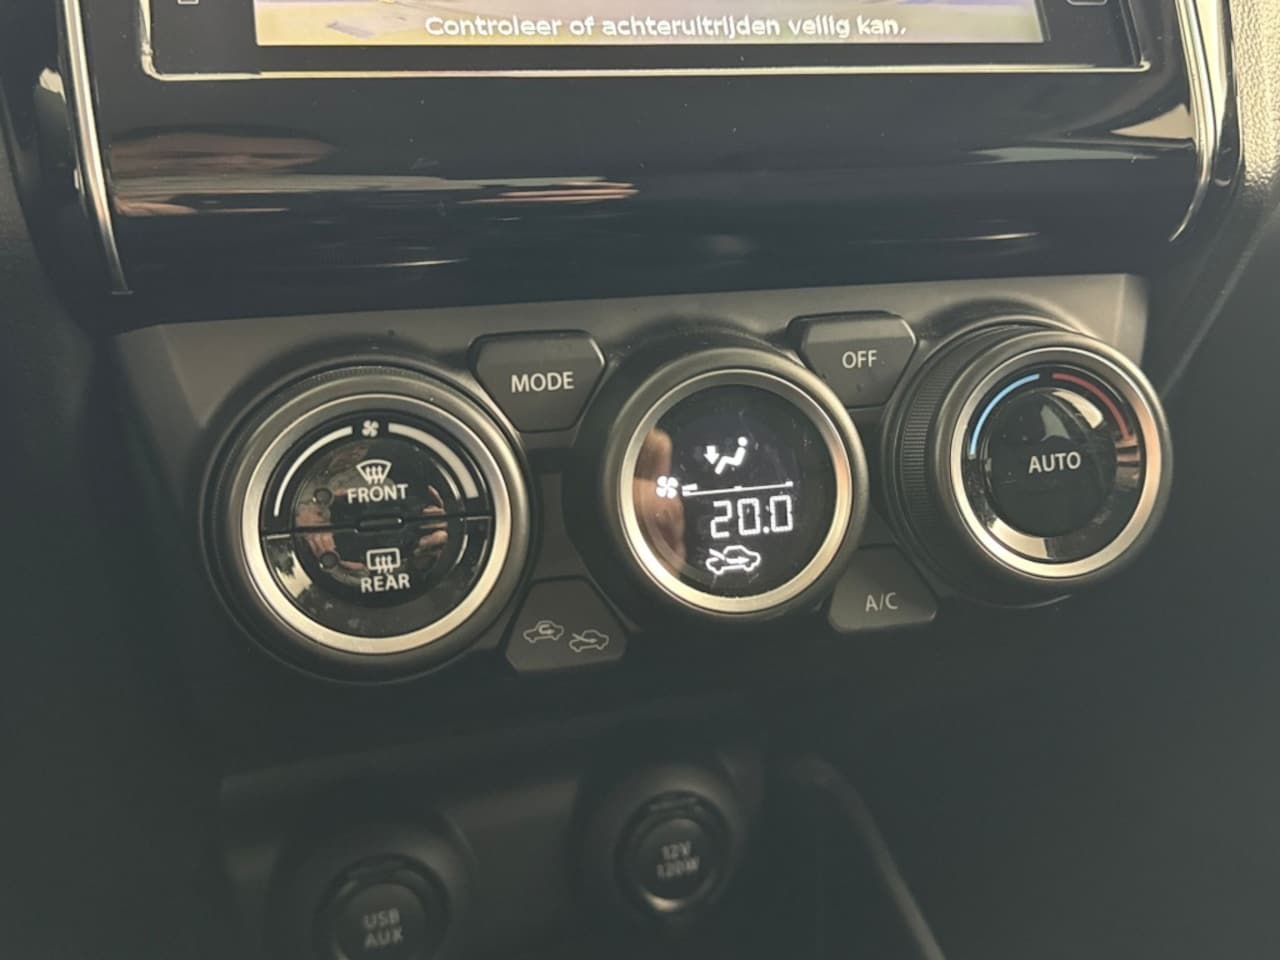 Controleer of achteruitrijden veilig kan.
MODE
OFF
FRONT
REAR
20.0
AUTO
A/C
12V
120W
USB
AUX